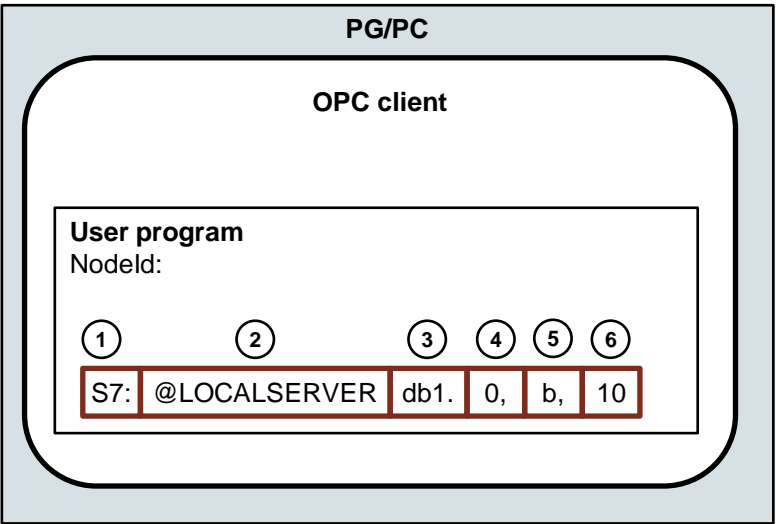 PG/PC
OPC client
User program
NodeId:
1 2 3 4 5 6
S7: @LOCALSERVER db1. 0, b, 10